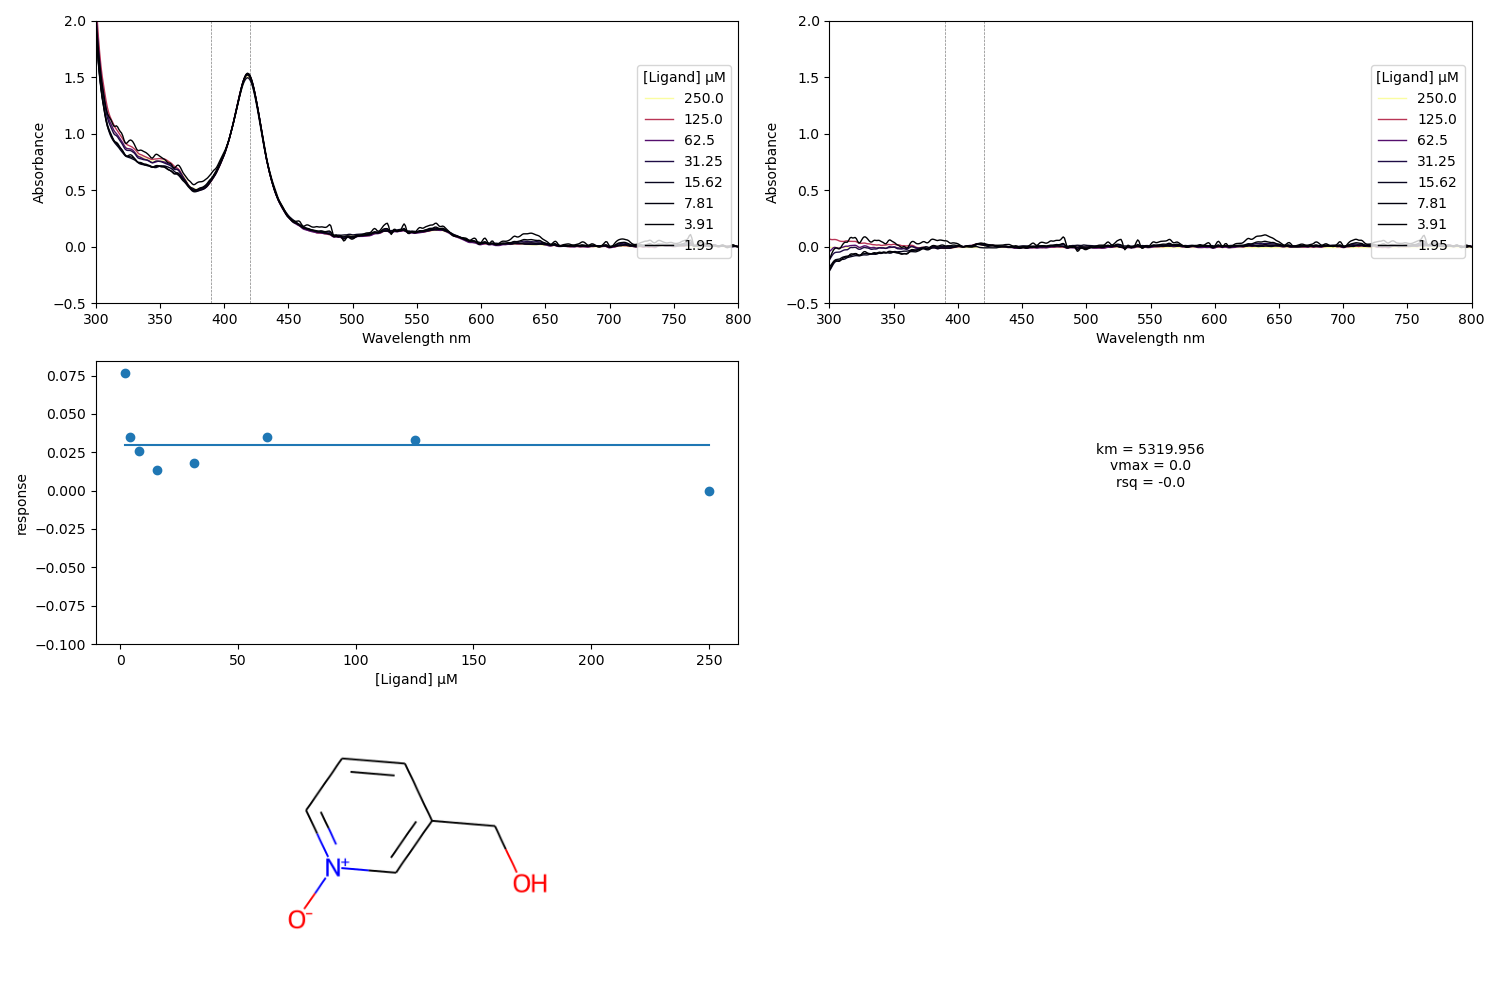 2.0
1.5
1.0
0.5
0.0
−0.5
Absorbance
300 350 400 450 500 550 600 650 700 750 800
Wavelength nm
[Ligand] μM
250.0
125.0
62.5
31.25
15.62
7.81
3.91
1.95
2.0
1.5
1.0
0.5
0.0
−0.5
Absorbance
300 350 400 450 500 550 600 650 700 750 800
Wavelength nm
[Ligand] μM
250.0
125.0
62.5
31.25
15.62
7.81
3.91
1.95
0.075
0.050
0.025
0.000
−0.025
−0.050
−0.075
−0.100
response
0 50 100 150 200 250
[Ligand] μM
km = 5319.956
vmax = 0.0
rsq = -0.0
N+
OH
O−